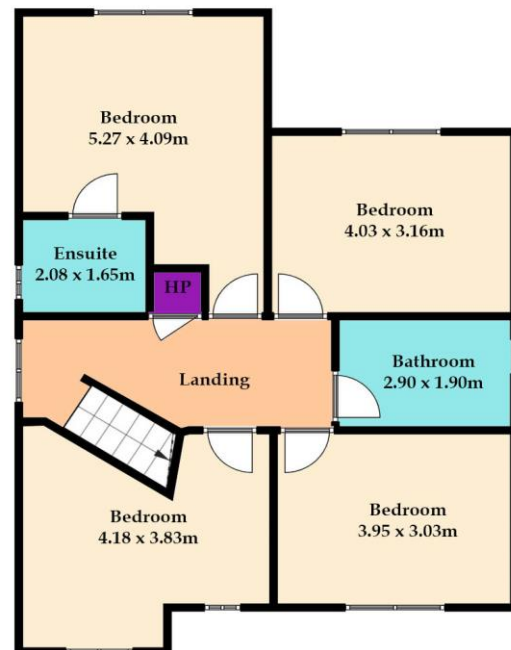 Bedroom
5.27 x 4.09m
Bedroom
4.03 x 3.16m
Ensuite
2.08 x 1.65m
HP
Landing
Bathroom
2.90 x 1.90m
Bedroom
4.18 x 3.83m
Bedroom
3.95 x 3.03m